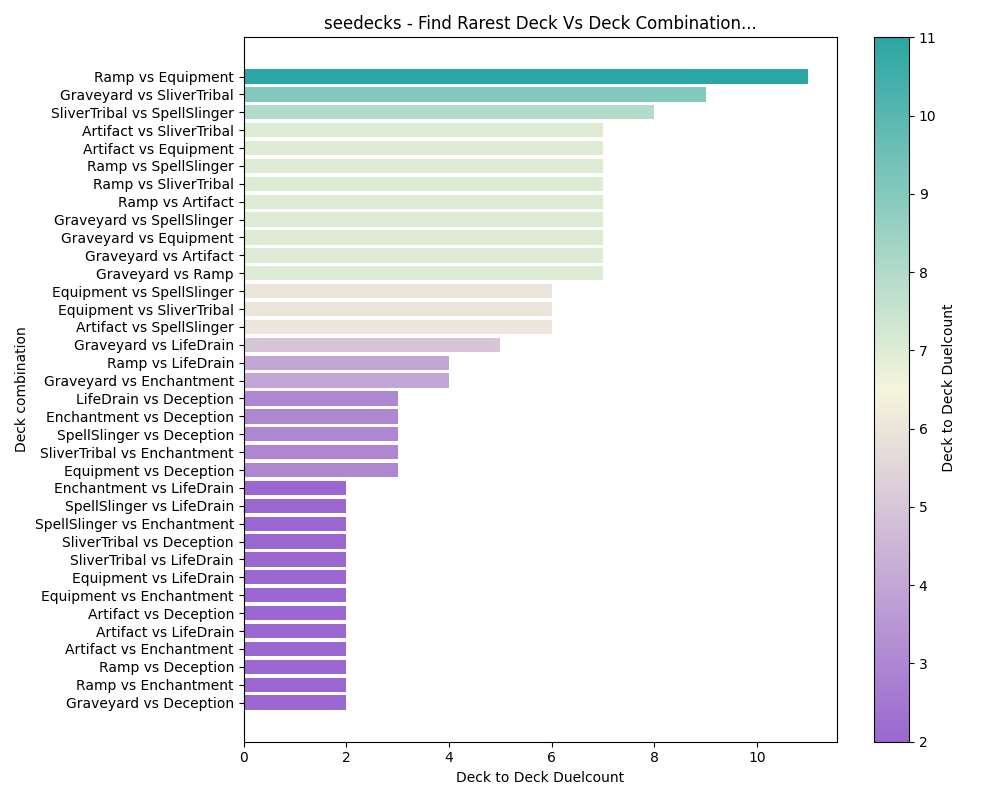 seedecks - Find Rarest Deck Vs Deck Combination...
Ramp vs Equipment
Graveyard vs SliverTribal
SliverTribal vs SpellSlinger
Artifact vs SliverTribal
Artifact vs Equipment
Ramp vs SpellSlinger
Ramp vs SliverTribal
Ramp vs Artifact
Graveyard vs SpellSlinger
Graveyard vs Equipment
Graveyard vs Artifact
Graveyard vs Ramp
Equipment vs SpellSlinger
Equipment vs SliverTribal
Artifact vs SpellSlinger
Graveyard vs LifeDrain
Ramp vs LifeDrain
Graveyard vs Enchantment
LifeDrain vs Deception
Enchantment vs Deception
SpellSlinger vs Deception
SliverTribal vs Enchantment
Equipment vs Deception
Enchantment vs LifeDrain
SpellSlinger vs LifeDrain
SpellSlinger vs Enchantment
SliverTribal vs Deception
SliverTribal vs LifeDrain
Equipment vs LifeDrain
Equipment vs Enchantment
Artifact vs Deception
Artifact vs LifeDrain
Artifact vs Enchantment
Ramp vs Deception
Ramp vs Enchantment
Graveyard vs Deception
Deck combination
0 2 4 6 8 10
Deck to Deck Duelcount
11
10
9
8
7
6
5
4
3
2
Deck to Deck Duelcount